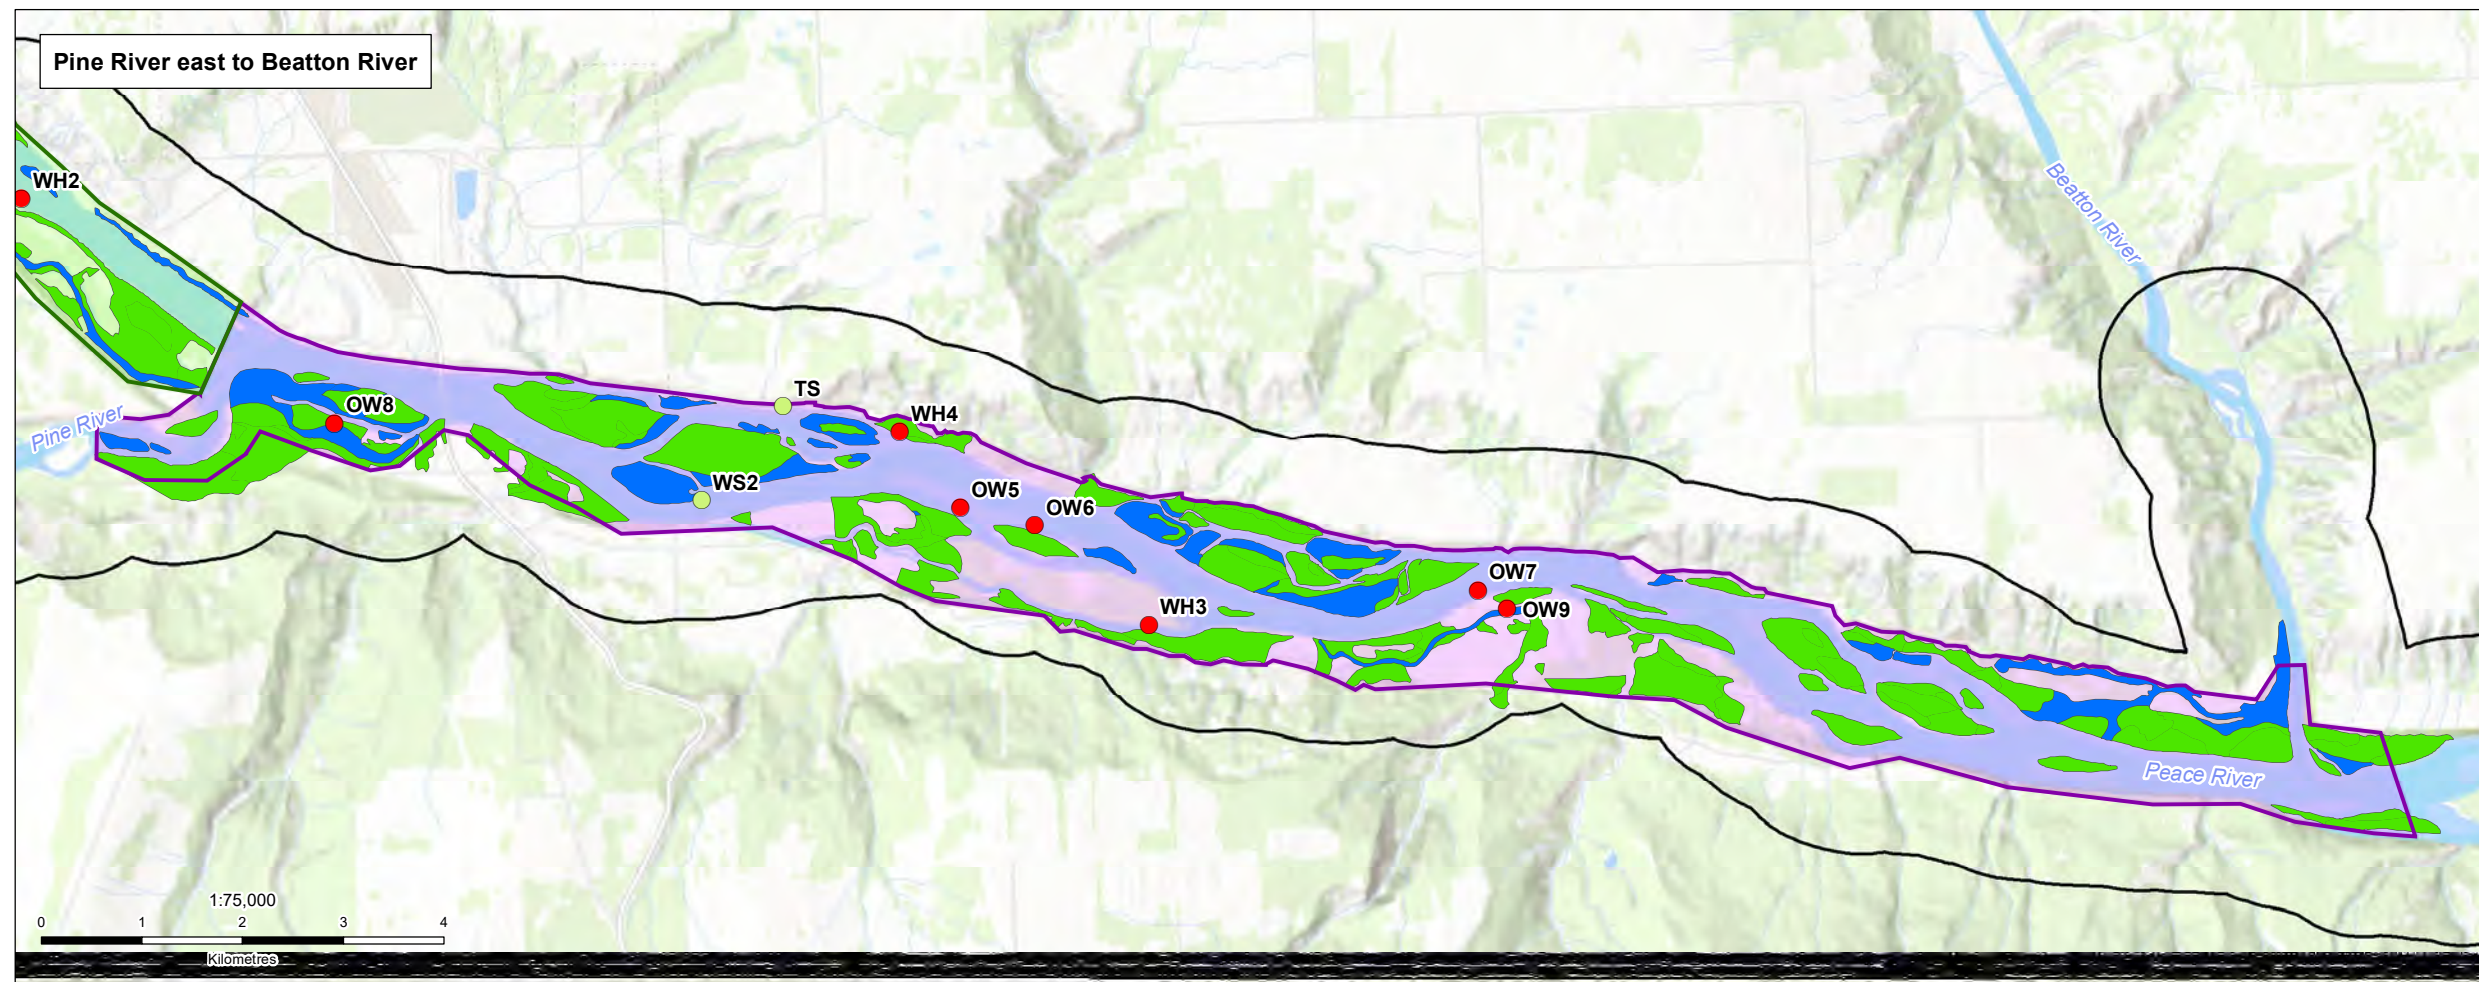 Pine River east to Beatton River
WH2
Beatton River
TS
OW8
WH4
Pine River
WS2
OW5
OW6
OW7
WH3
OW9
Peace River
1:75,000
0 1 2 3 4
Kilometres